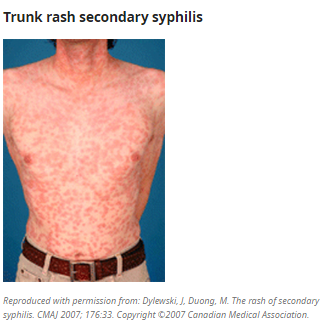 Trunk rash secondary syphilis
Reproduced with permission from: Dylewski, J, Duong, M. The rash of secondary
syphilis. CMAJ 2007; 176:33. Copyright ©2007 Canadian Medical Association.